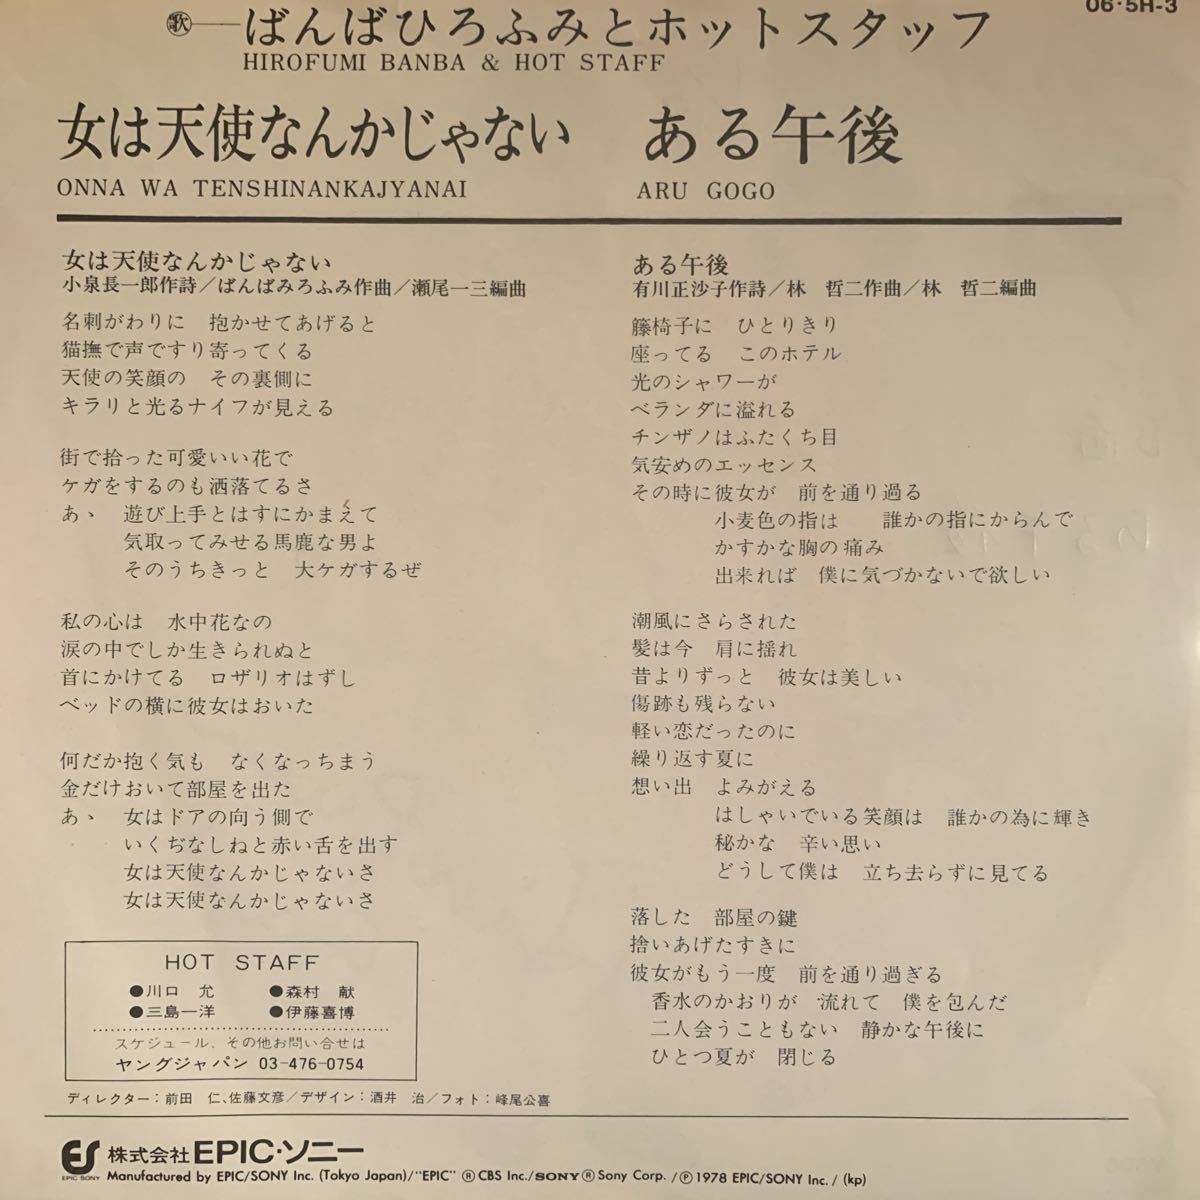 06・5H-3
歌──ばんばひろふみとホットスタッフ
HIROFUMI BANBA & HOT STAFF
女は天使なんかじゃない
ONNA WA TENSHINANKAJYANAI
ある午後
ARU GOGO
女は天使なんかじゃない
小泉長一郎作詩／ばんばみろふみ作曲／瀬尾一三編曲
名刺がわりに　抱かせてあげると
猫撫で声ですり寄ってくる
天使の笑顔の　その裏側に
キラリと光るナイフが見える
街で拾った可愛いい花で
ケガをするのも洒落てるさ
あゝ　遊び上手とはすにかまえて
気取ってみせる馬鹿な男よ
そのうちきっと　大ケガするぜ
私の心は　水中花なの
涙の中でしか生きられぬと
首にかけてる　ロザリオはずし
ベッドの横に彼女はおいた
何だか抱く気も　なくなっちまう
金だけおいて部屋を出た
あゝ　女はドアの向う側で
いくぢなしねと赤い舌を出す
女は天使なんかじゃないさ
女は天使なんかじゃないさ
HOT STAFF
●川口　允　●森村　献
●三島一洋　●伊藤喜博
スケジュール、その他お問い合せは
ヤングジャパン 03-476-0754
ディレクター：前田　仁、佐藤文彦／デザイン：酒井　治／フォト：峰尾公喜
ある午後
有川正沙子作詩／林　哲二作曲／林　哲二編曲
籐椅子に　ひとりきり
座ってる　このホテル
光のシャワーが
ベランダに溢れる
チンザノはふたくち目
気安めのエッセンス
その時に彼女が　前を通り過る
小麦色の指は　誰かの指にからんで
かすかな胸の痛み
出来れば　僕に気づかないで欲しい
潮風にさらされた
髪は今　肩に揺れ
昔よりずっと　彼女は美しい
傷跡も残らない
軽い恋だったのに
繰り返す夏に
想い出　よみがえる
はしゃいでいる笑顔は　誰かの為に輝き
秘かな　辛い思い
どうして僕は　立ち去らずに見てる
落した　部屋の鍵
捨いあげたすきに
彼女がもう一度　前を通り過ぎる
香水のかおりが　流れて　僕を包んだ
二人会うこともない　静かな午後に
ひとつ夏が　閉じる
ES EPIC SONY 株式会社EPIC・ソニー
Manufactured by EPIC/SONY Inc. (Tokyo Japan)/"EPIC" Ⓡ CBS Inc./SONY Ⓡ Sony Corp. /Ⓟ 1978 EPIC/SONY Inc. / (kp)